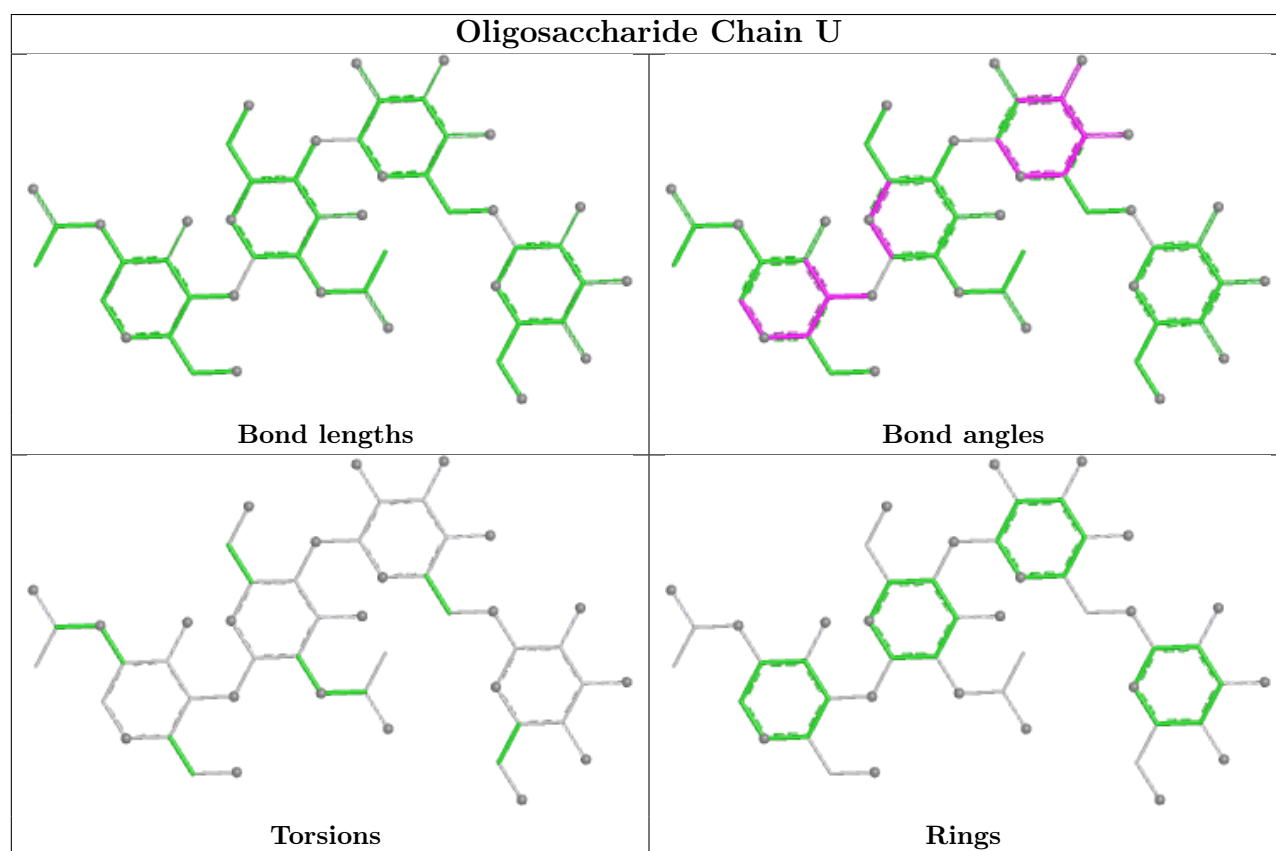 Oligosaccharide Chain U
Bond lengths
Bond angles
Torsions
Rings